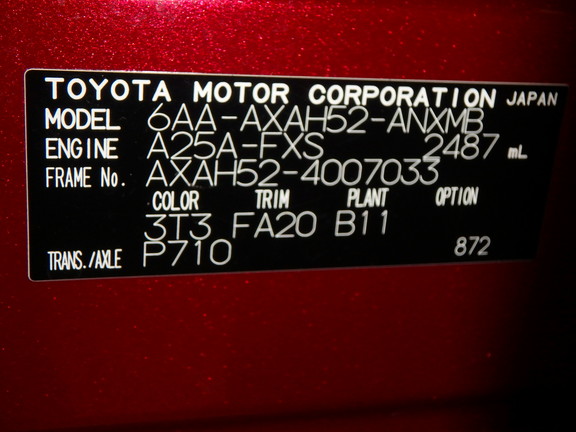 TOYOTA MOTOR CORPORATION JAPAN
MODEL 6AA-AXAH52-ANXMB
ENGINE A25A-FXS 2487 mL
FRAME No. AXAH52-4007033
COLOR TRIM PLANT OPTION
3T3 FA20 B11
TRANS./AXLE P710 872